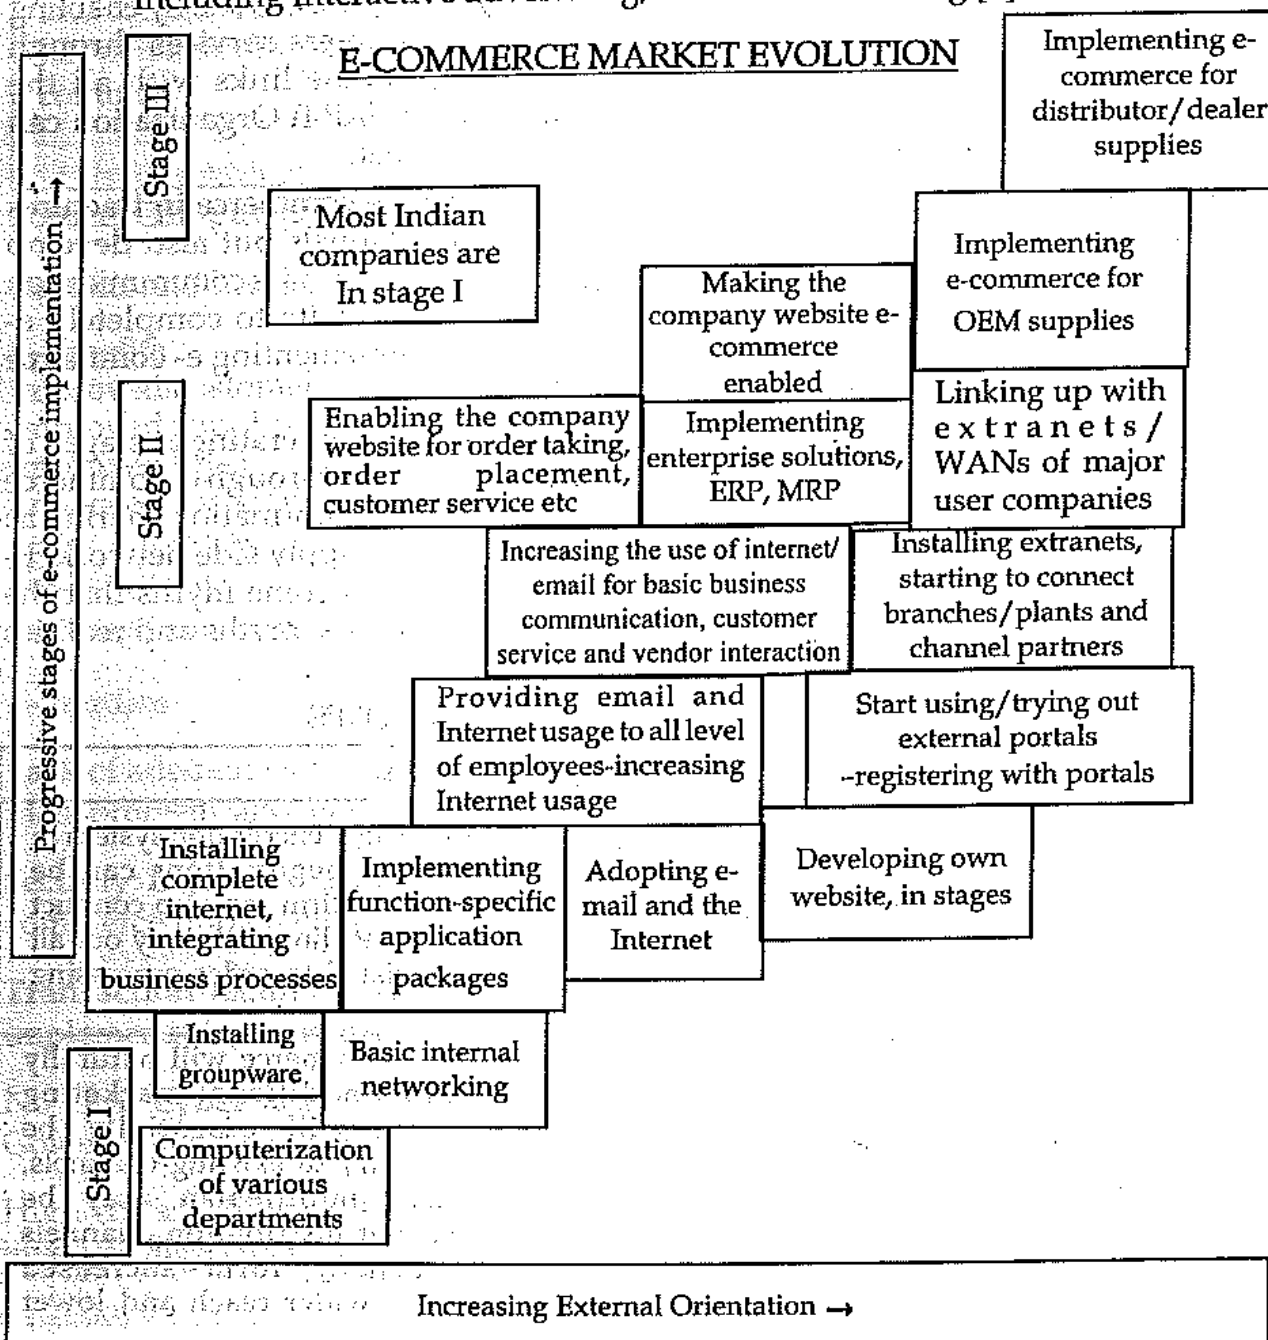 E-COMMERCE MARKET EVOLUTION
Implementing e-
commerce for
distributor/dealer
supplies
Stage III
Progressive stages of e-commerce implementation →
Most Indian
companies are
In stage I
Implementing
e-commerce for
OEM supplies
Making the
company website e-
commerce
enabled
Stage II
Enabling the company
website for order taking,
order placement,
customer service etc
Implementing
enterprise solutions,
ERP, MRP
Linking up with
extranets/
WANs of major
user companies
Increasing the use of internet/
email for basic business
communication, customer
service and vendor interaction
Installing extranets,
starting to connect
branches/plants and
channel partners
Providing email and
Internet usage to all level
of employees-increasing
Internet usage
Start using/trying out
external portals
-registering with portals
Installing
complete
internet,
integrating
business processes
Implementing
function-specific
application
packages
Adopting e-
mail and the
Internet
Developing own
website, in stages
Installing
groupware
Basic internal
networking
Stage I
Computerization
of various
departments
Increasing External Orientation →